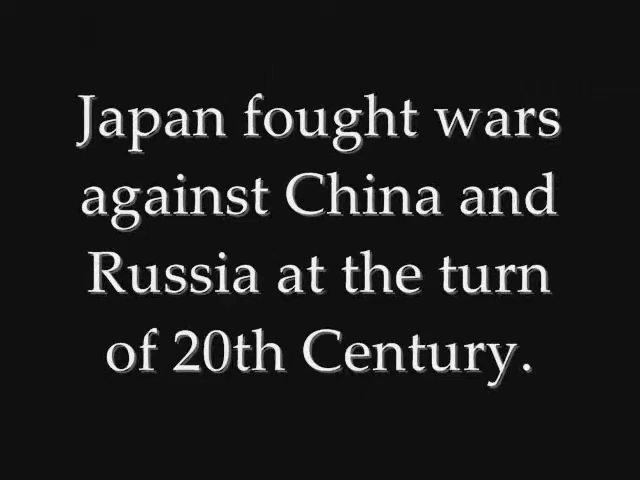 Japan fought wars
against China and
Russia at the turn
of 20th Century.